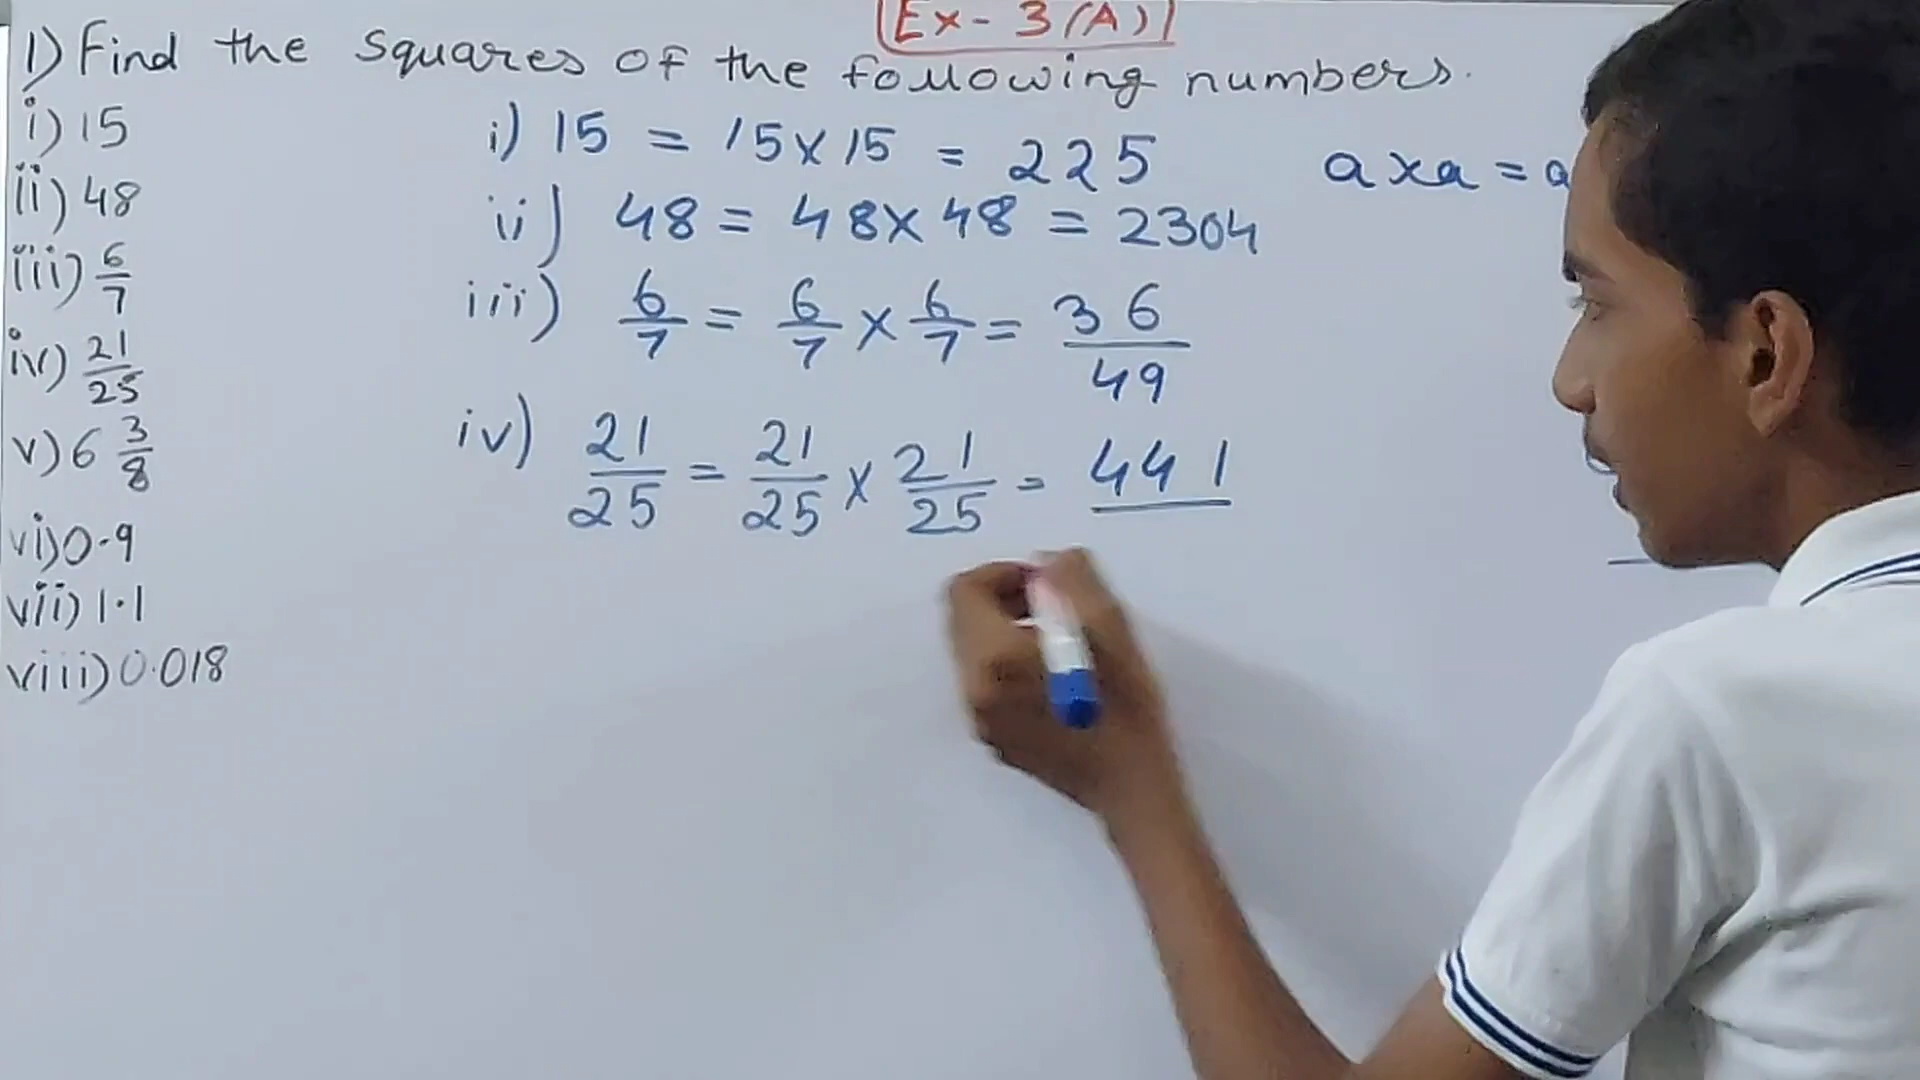 Ex- 3(A)
1) Find the squares of the following numbers.
i) 15
ii) 48
iii) 6/7
iv) 21/25
v) 6 3/8
vi) 0.9
vii) 1.1
viii) 0.018
i) 15 = 15 x 15 = 225
a x a = a
ii) 48 = 48 x 48 = 2304
iii) 6/7 = 6/7 x 6/7 = 36/49
iv) 21/25 = 21/25 x 21/25 = 441